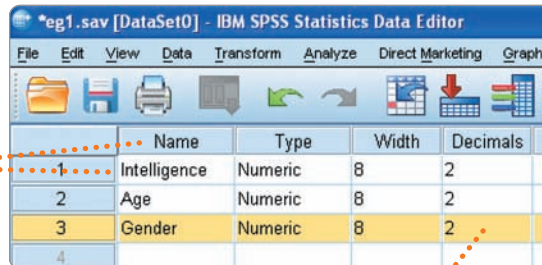 *eg1.sav [DataSet0] - IBM SPSS Statistics Data Editor
File Edit View Data Transform Analyze Direct Marketing Graph
Name Type Width Decimals
1 Intelligence Numeric 8 2
2 Age Numeric 8 2
3 Gender Numeric 8 2
4